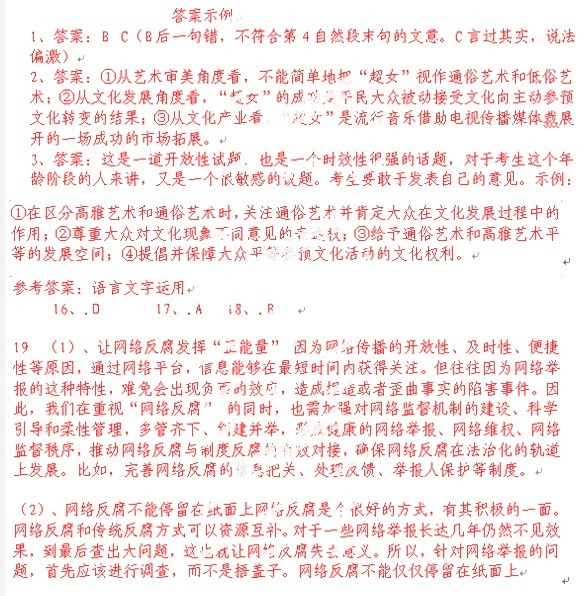 答案示例。
1、答案：B C（B后一句错，不符合第4自然段末句的文意。C言过其实，说法
偏激）
2、答案：①从艺术审美角度看，不能简单地把“超女”视作通俗艺术和低俗艺
术；②从文化发展角度看，“超女”的成功是平民大众被动接受文化向主动参预
文化转变的结果；③从文化产业看，“超女”是流行音乐借助电视传播媒体载展
开的一场成功的市场拓展。
3、答案：这是一道开放性试题，也是一个时效性很强的话题，对于考生这个年
龄阶段的人来讲，又是一个很敏感的议题。考生要敢于发表自己的意见。示例：
①在区分高雅艺术和通俗艺术时，关注通俗艺术并肯定大众在文化发展过程中的
作用；②尊重大众对文化现象不同意见的 权；③给予通俗艺术和高雅艺术平
等的发展空间；④提倡并保障大众平等参预文化活动的文化权利。
参考答案：语言文字运用
16、.D 17、.A 18、.B
19 （1）、让网络反腐发挥“正能量” 因为网络传播的开放性、及时性、便捷
性等原因，通过网络平台，信息能够在最短时间内获得关注。但往往因为网络举
报的这种特性，难免会出现负面的效应，造成捏造或者歪曲事实的陷害事件。因
此，我们在重视“网络反腐” 的同时，也需加强对网络监督机制的建设、科学
引导和柔性管理，多管齐下、 建并举，形成健康的网络举报、网络维权、网络
监督秩序，推动网络反腐与制度反腐的有效对接，确保网络反腐在法治化的轨道
上发展。比如，完善网络反腐的信息把关、处理反馈、举报人保护等制度。
（2）、网络反腐不能停留在纸面上网络反腐是个很好的方式，有其积极的一面。
网络反腐和传统反腐方式可以资源互补。对于一些网络举报长达几年仍然不见效
果，到最后查出大问题，这也就让网络反腐失去意义。所以，针对网络举报的问
题，首先应该进行调查，而不是捂盖子。网络反腐不能仅仅停留在纸面上